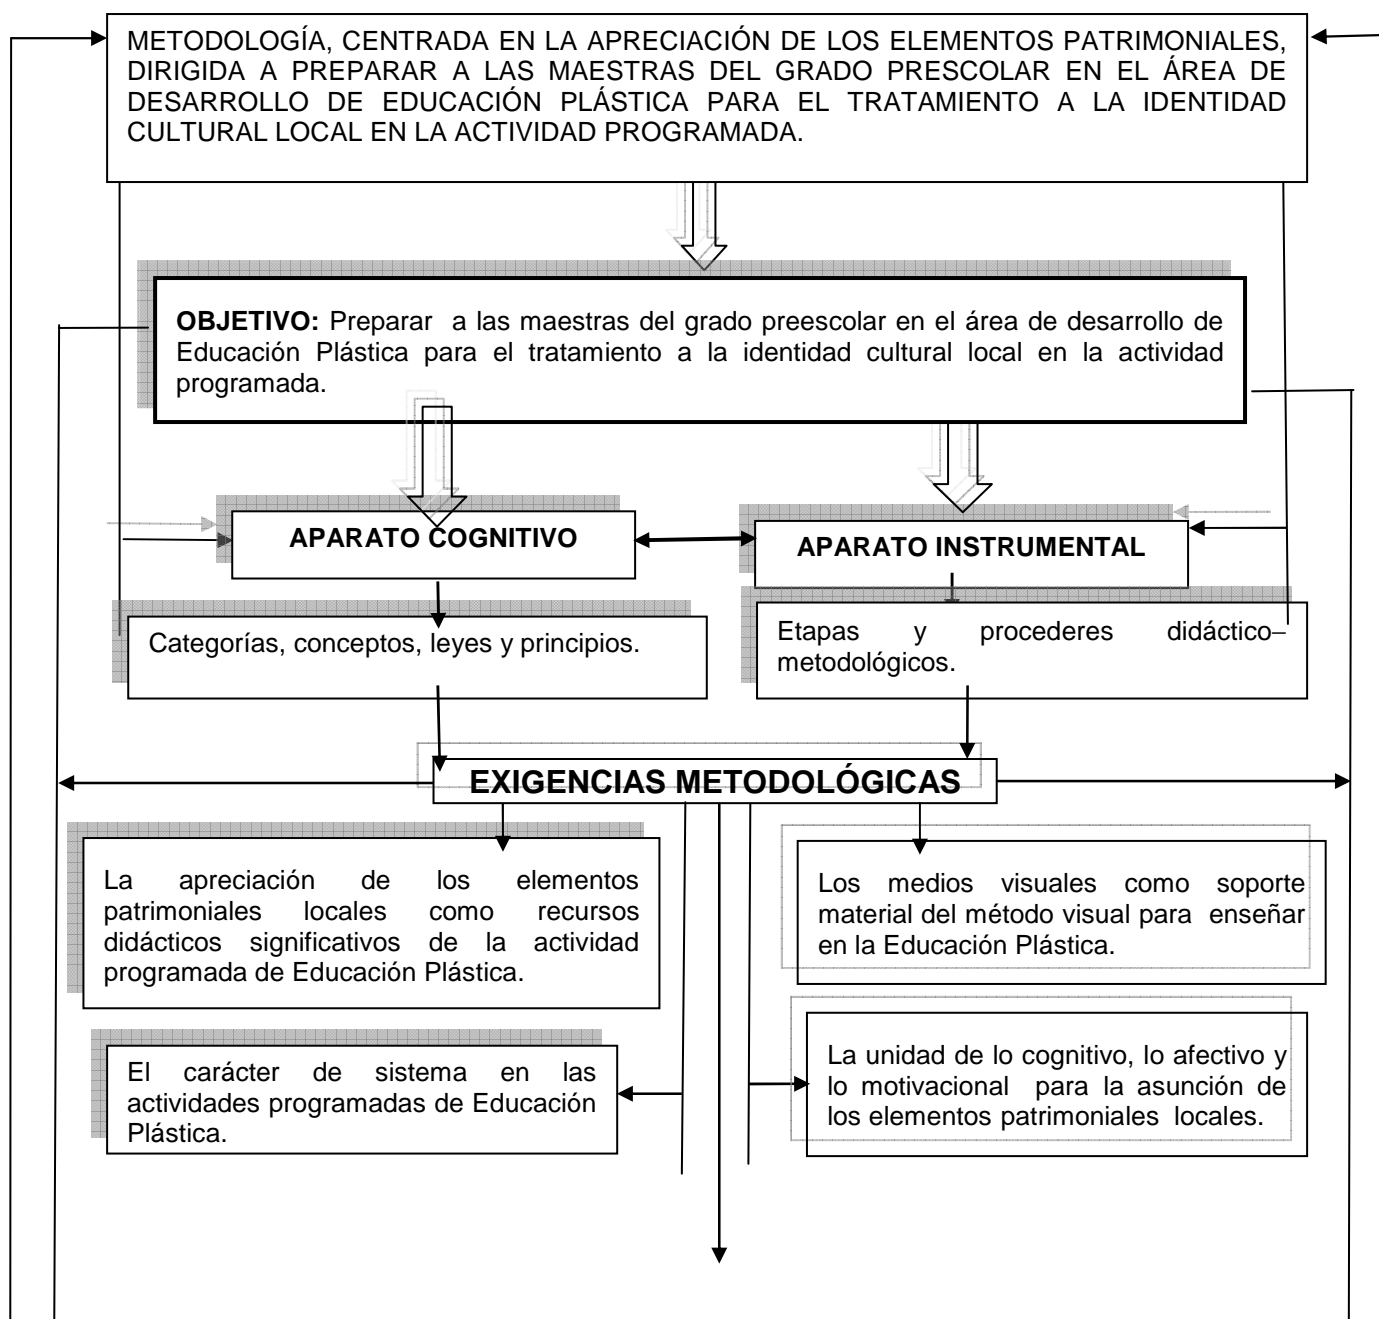 METODOLOGÍA, CENTRADA EN LA APRECIACIÓN DE LOS ELEMENTOS PATRIMONIALES,
DIRIGIDA A PREPARAR A LAS MAESTRAS DEL GRADO PRESCOLAR EN EL ÁREA DE
DESARROLLO DE EDUCACIÓN PLÁSTICA PARA EL TRATAMIENTO A LA IDENTIDAD
CULTURAL LOCAL EN LA ACTIVIDAD PROGRAMADA.
OBJETIVO: Preparar a las maestras del grado preescolar en el área de desarrollo de
Educación Plástica para el tratamiento a la identidad cultural local en la actividad
programada.
APARATO COGNITIVO
APARATO INSTRUMENTAL
Categorías, conceptos, leyes y principios.
Etapas y procederes didáctico–
metodológicos.
EXIGENCIAS METODOLÓGICAS
La apreciación de los elementos
patrimoniales locales como recursos
didácticos significativos de la actividad
programada de Educación Plástica.
Los medios visuales como soporte
material del método visual para enseñar
en la Educación Plástica.
El carácter de sistema en las
actividades programadas de Educación
Plástica.
La unidad de lo cognitivo, lo afectivo y
lo motivacional para la asunción de
los elementos patrimoniales locales.